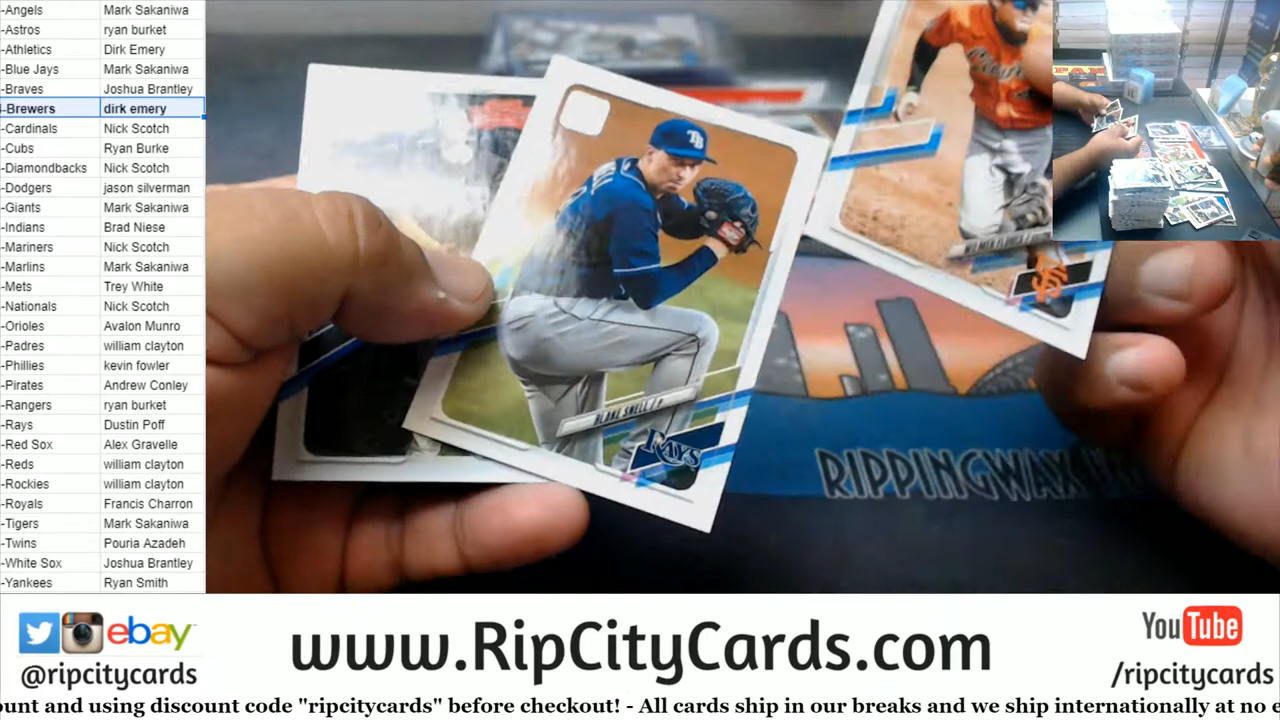 -Angels Mark Sakaniwa
-Astros ryan burket
-Athletics Dirk Emery
-Blue Jays Mark Sakaniwa
-Braves Joshua Brantley
-Brewers dirk emery
-Cardinals Nick Scotch
-Cubs Ryan Burke
-Diamondbacks Nick Scotch
-Dodgers jason silverman
-Giants Mark Sakaniwa
-Indians Brad Niese
-Mariners Nick Scotch
-Marlins Mark Sakaniwa
-Mets Trey White
-Nationals Nick Scotch
-Orioles Avalon Munro
-Padres william clayton
-Phillies kevin fowler
-Pirates Andrew Conley
-Rangers ryan burket
-Rays Dustin Poff
-Red Sox Alex Gravelle
-Reds william clayton
-Rockies william clayton
-Royals Francis Charron
-Tigers Mark Sakaniwa
-Twins Pouria Azadeh
-White Sox Joshua Brantley
-Yankees Ryan Smith
TB
BLAKE SNELL / P
RAYS
SF
RIPPINGWAX
ebay
@ripcitycards
www.RipCityCards.com
YouTube
/ripcitycards
ount and using discount code "ripcitycards" before checkout! - All cards ship in our breaks and we ship internationally at no e